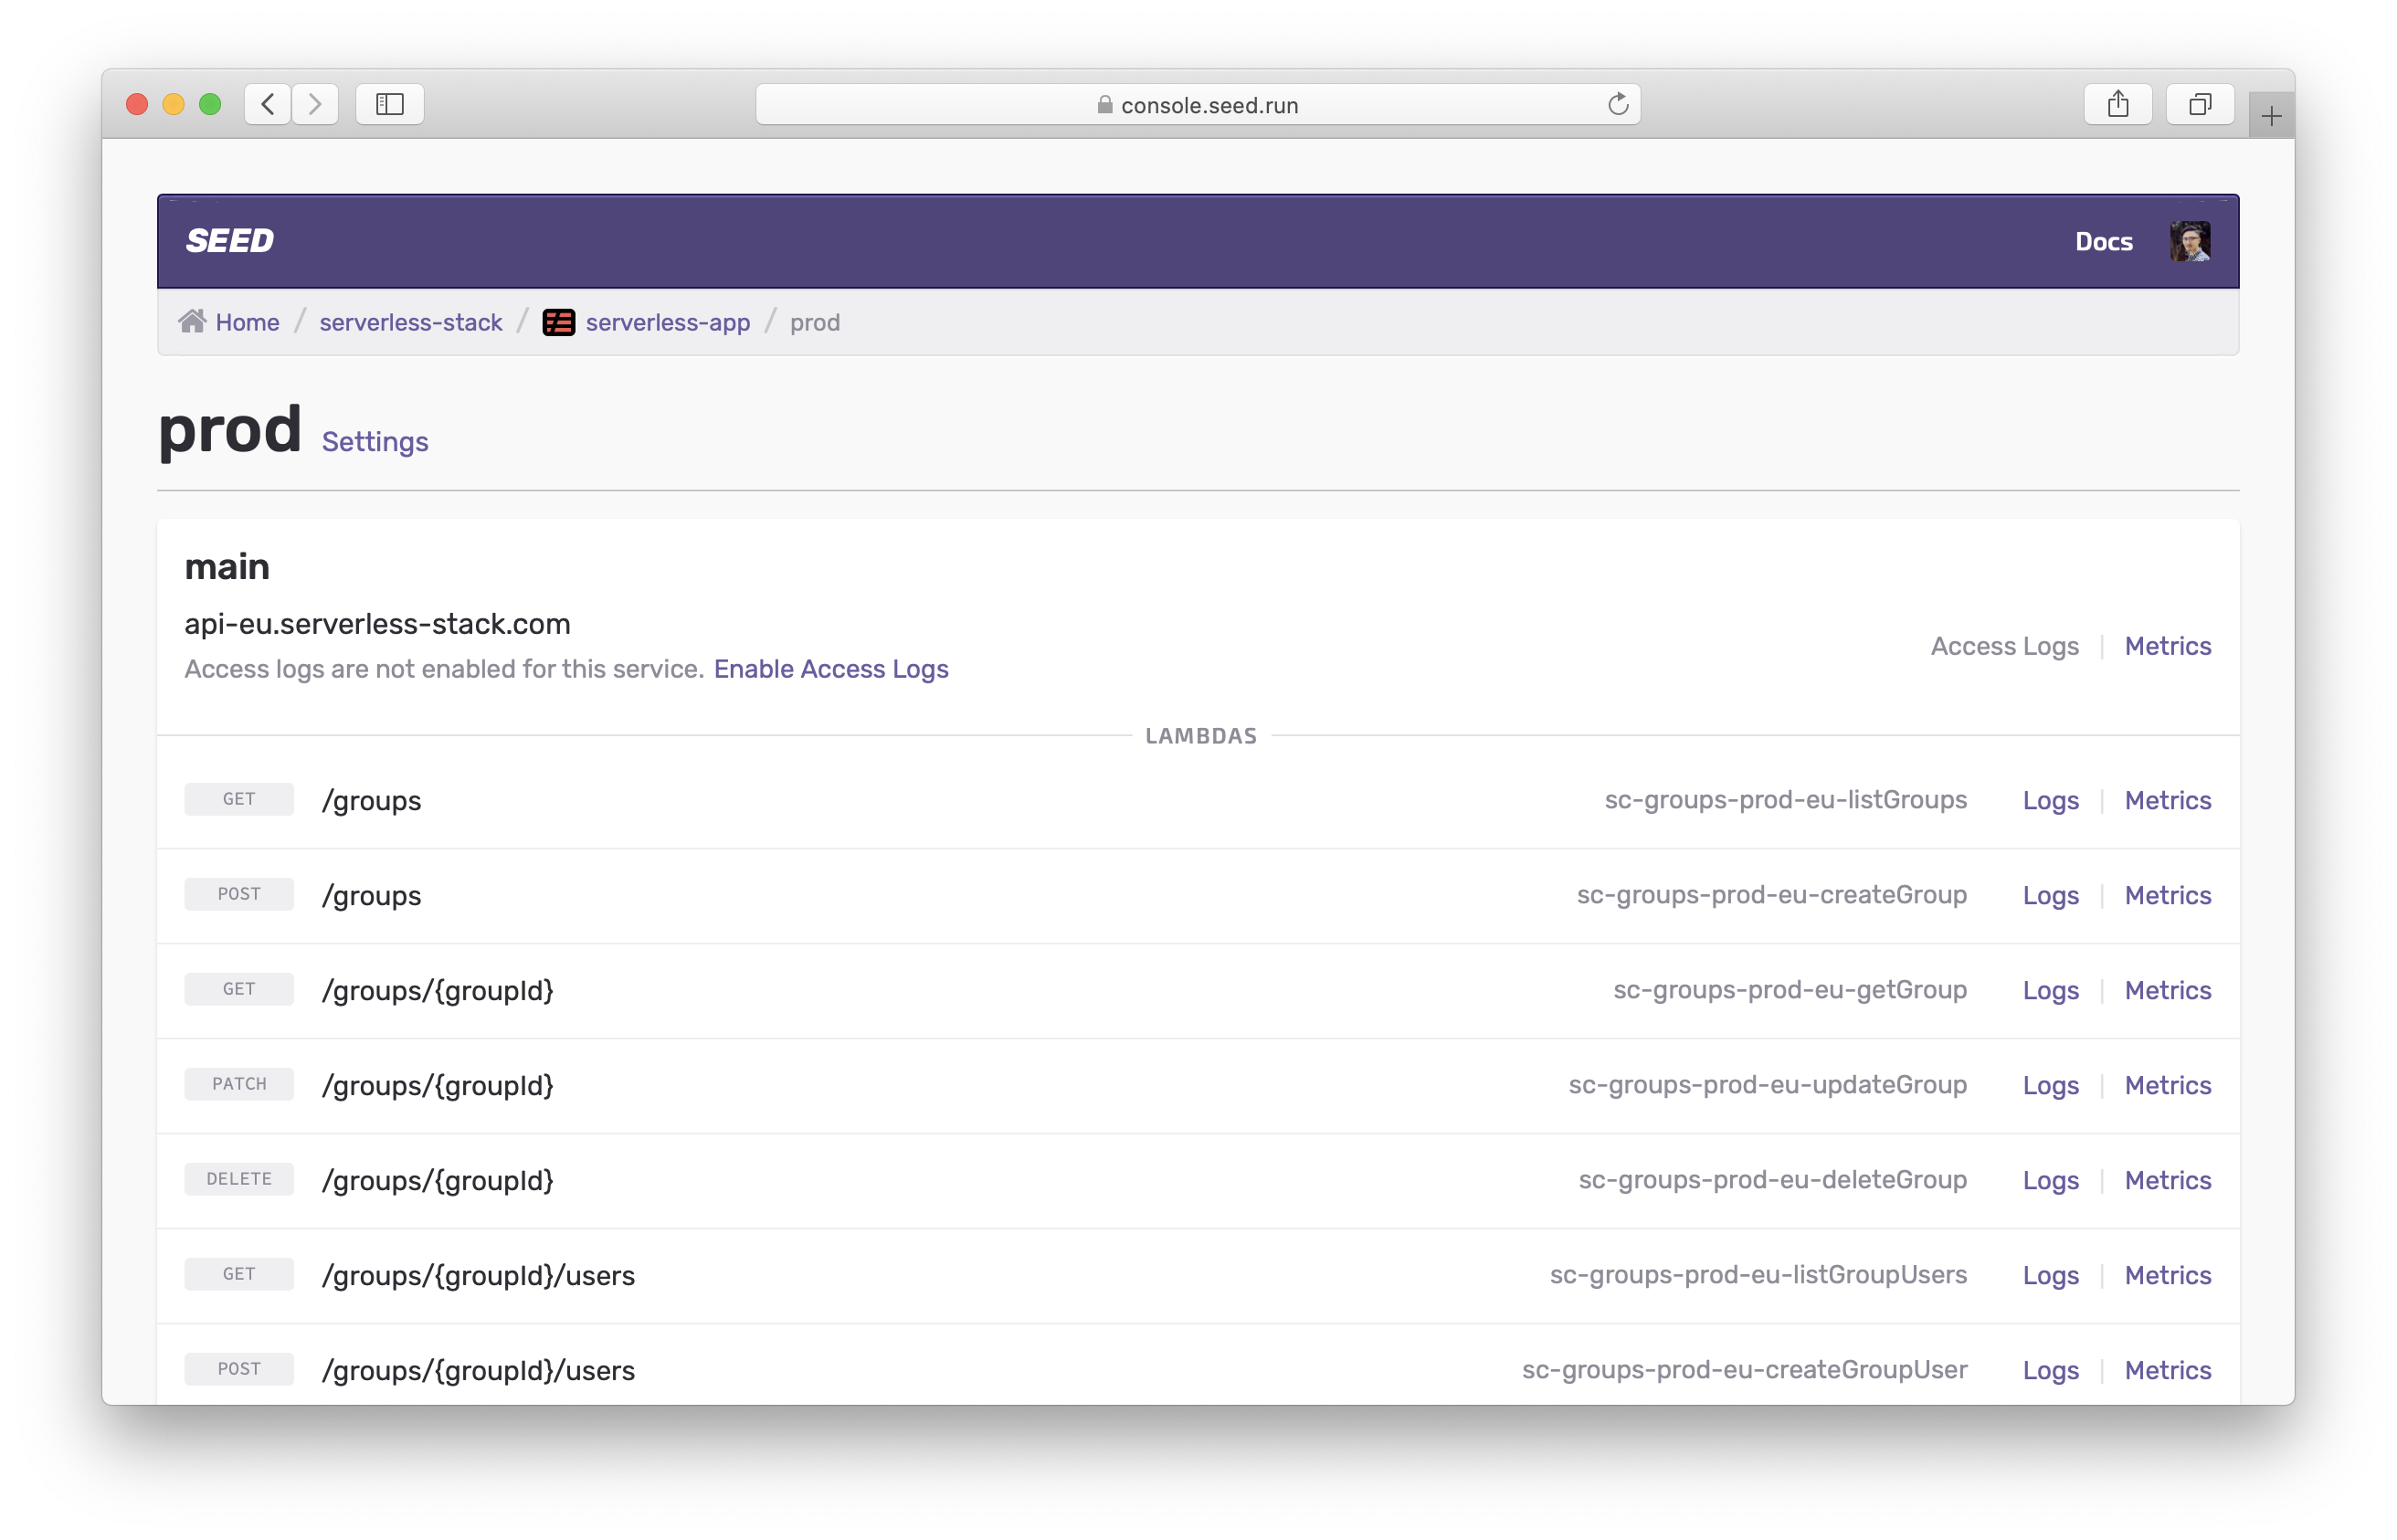 console.seed.run
SEED Docs
Home / serverless-stack / serverless-app / prod
prod Settings
main
api-eu.serverless-stack.com
Access Logs | Metrics
Access logs are not enabled for this service. Enable Access Logs
LAMBDAS
GET /groups sc-groups-prod-eu-listGroups Logs | Metrics
POST /groups sc-groups-prod-eu-createGroup Logs | Metrics
GET /groups/{groupId} sc-groups-prod-eu-getGroup Logs | Metrics
PATCH /groups/{groupId} sc-groups-prod-eu-updateGroup Logs | Metrics
DELETE /groups/{groupId} sc-groups-prod-eu-deleteGroup Logs | Metrics
GET /groups/{groupId}/users sc-groups-prod-eu-listGroupUsers Logs | Metrics
POST /groups/{groupId}/users sc-groups-prod-eu-createGroupUser Logs | Metrics